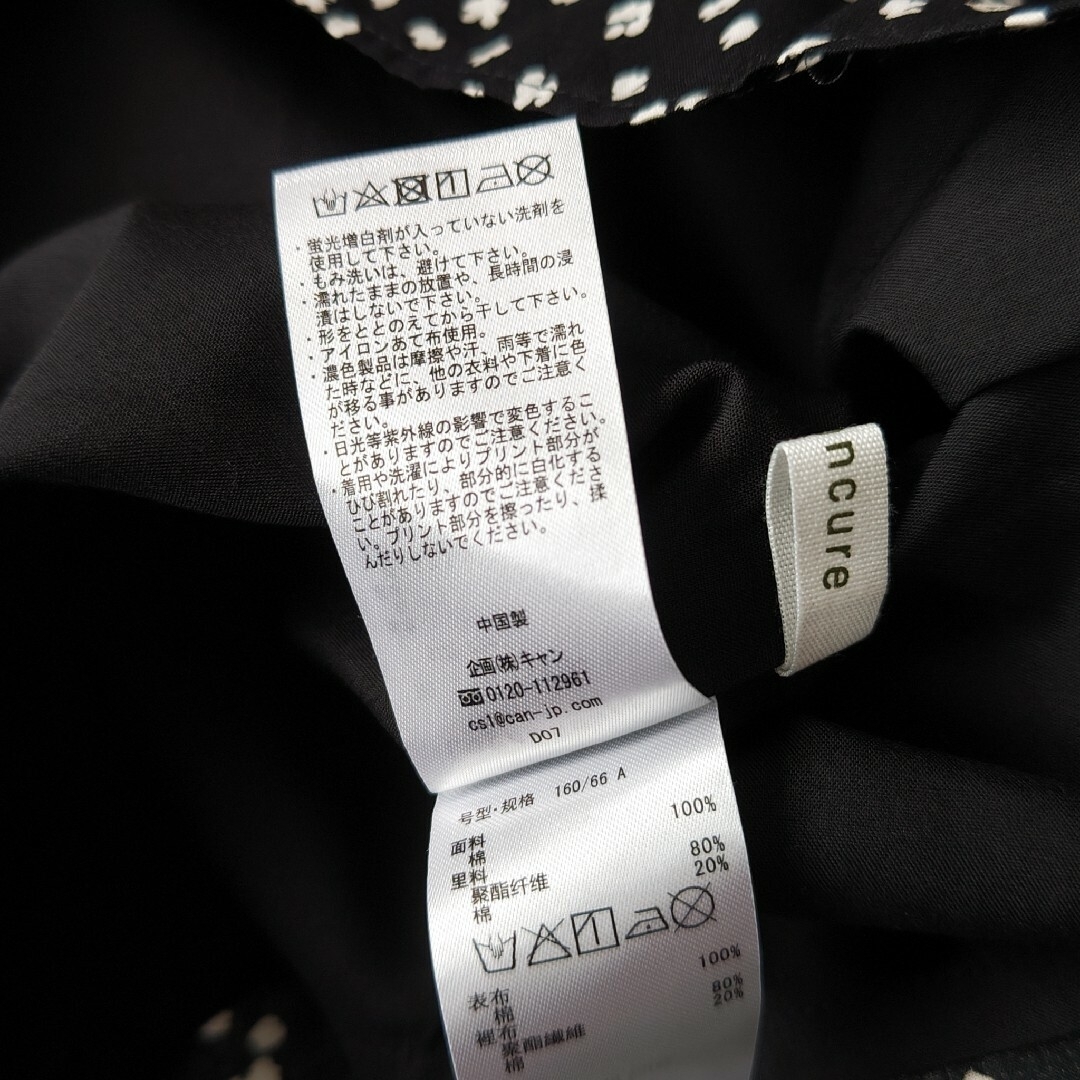 ・蛍光増白剤が入っていない洗剤を
使用して下さい。
・もみ洗いは、避けて下さい。
・濡れたままの放置や、長時間の浸
漬はしないで下さい。
・形をととのえてから干して下さい。
・アイロンあて布使用。
・濃色製品は摩擦や汗、雨等で濡れ
た時などに、他の衣料や下着に色
が移る事がありますのでご注意く
ださい。
・日光等紫外線の影響で変色するこ
とがありますのでご注意ください。
・着用や洗濯によりプリント部分が
ひび割れたり、部分的に白化する
ことがありますのでご注意くださ
い。プリント部分を擦ったり、揉
んだりしないでください。
中国製
企画(株)キャン
0120-112961
csl@can-jp.com
D07
ncure
号型・规格 160/66 A
面料 100%
棉
里料 80%
聚酯纤维 20%
棉
表布 100%
棉
裡布 80%
聚酯纖維 20%
棉